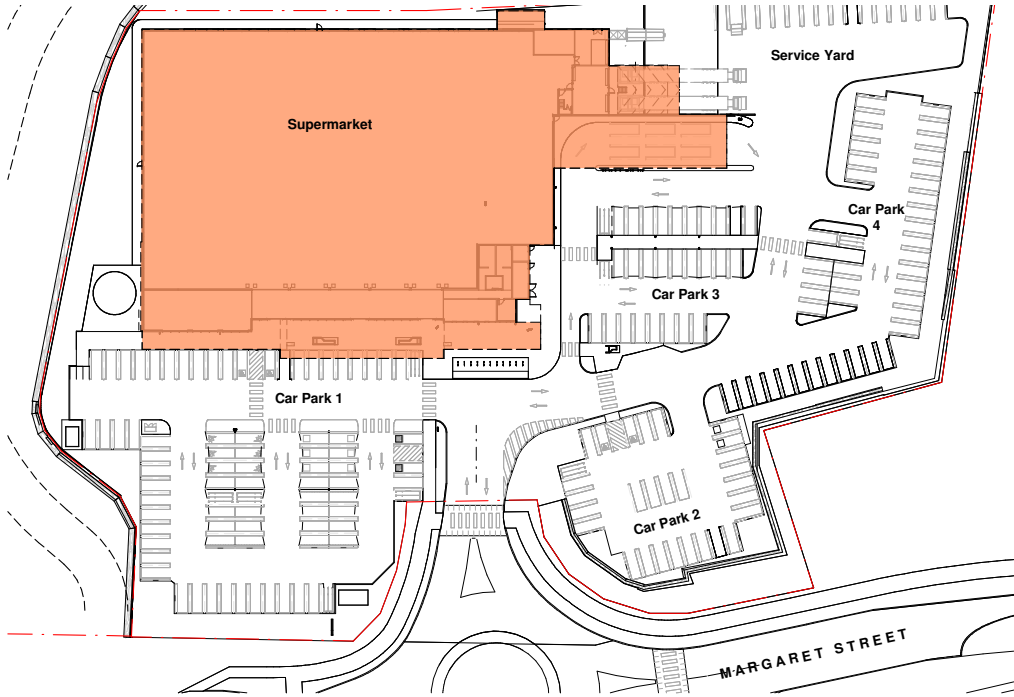 Service Yard
Supermarket
Car Park
4
Car Park 3
Car Park 1
Car Park 2
MARGARET STREET